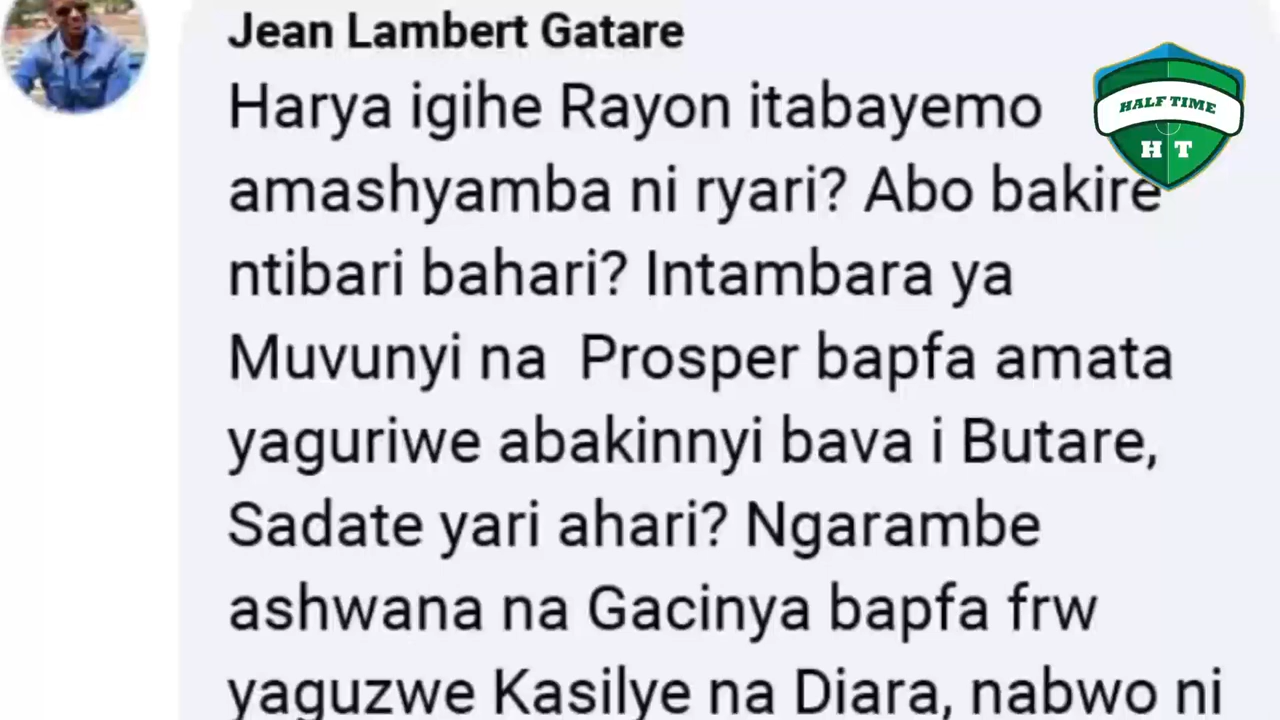 Jean Lambert Gatare
Harya igihe Rayon itabayemo
amashyamba ni ryari? Abo bakire
ntibari bahari? Intambara ya
Muvunyi na Prosper bapfa amata
yaguriwe abakinnyi bava i Butare,
Sadate yari ahari? Ngarambe
ashwana na Gacinya bapfa frw
yaguzwe Kasilye na Diara, nabwo ni
HALF TIME
H T